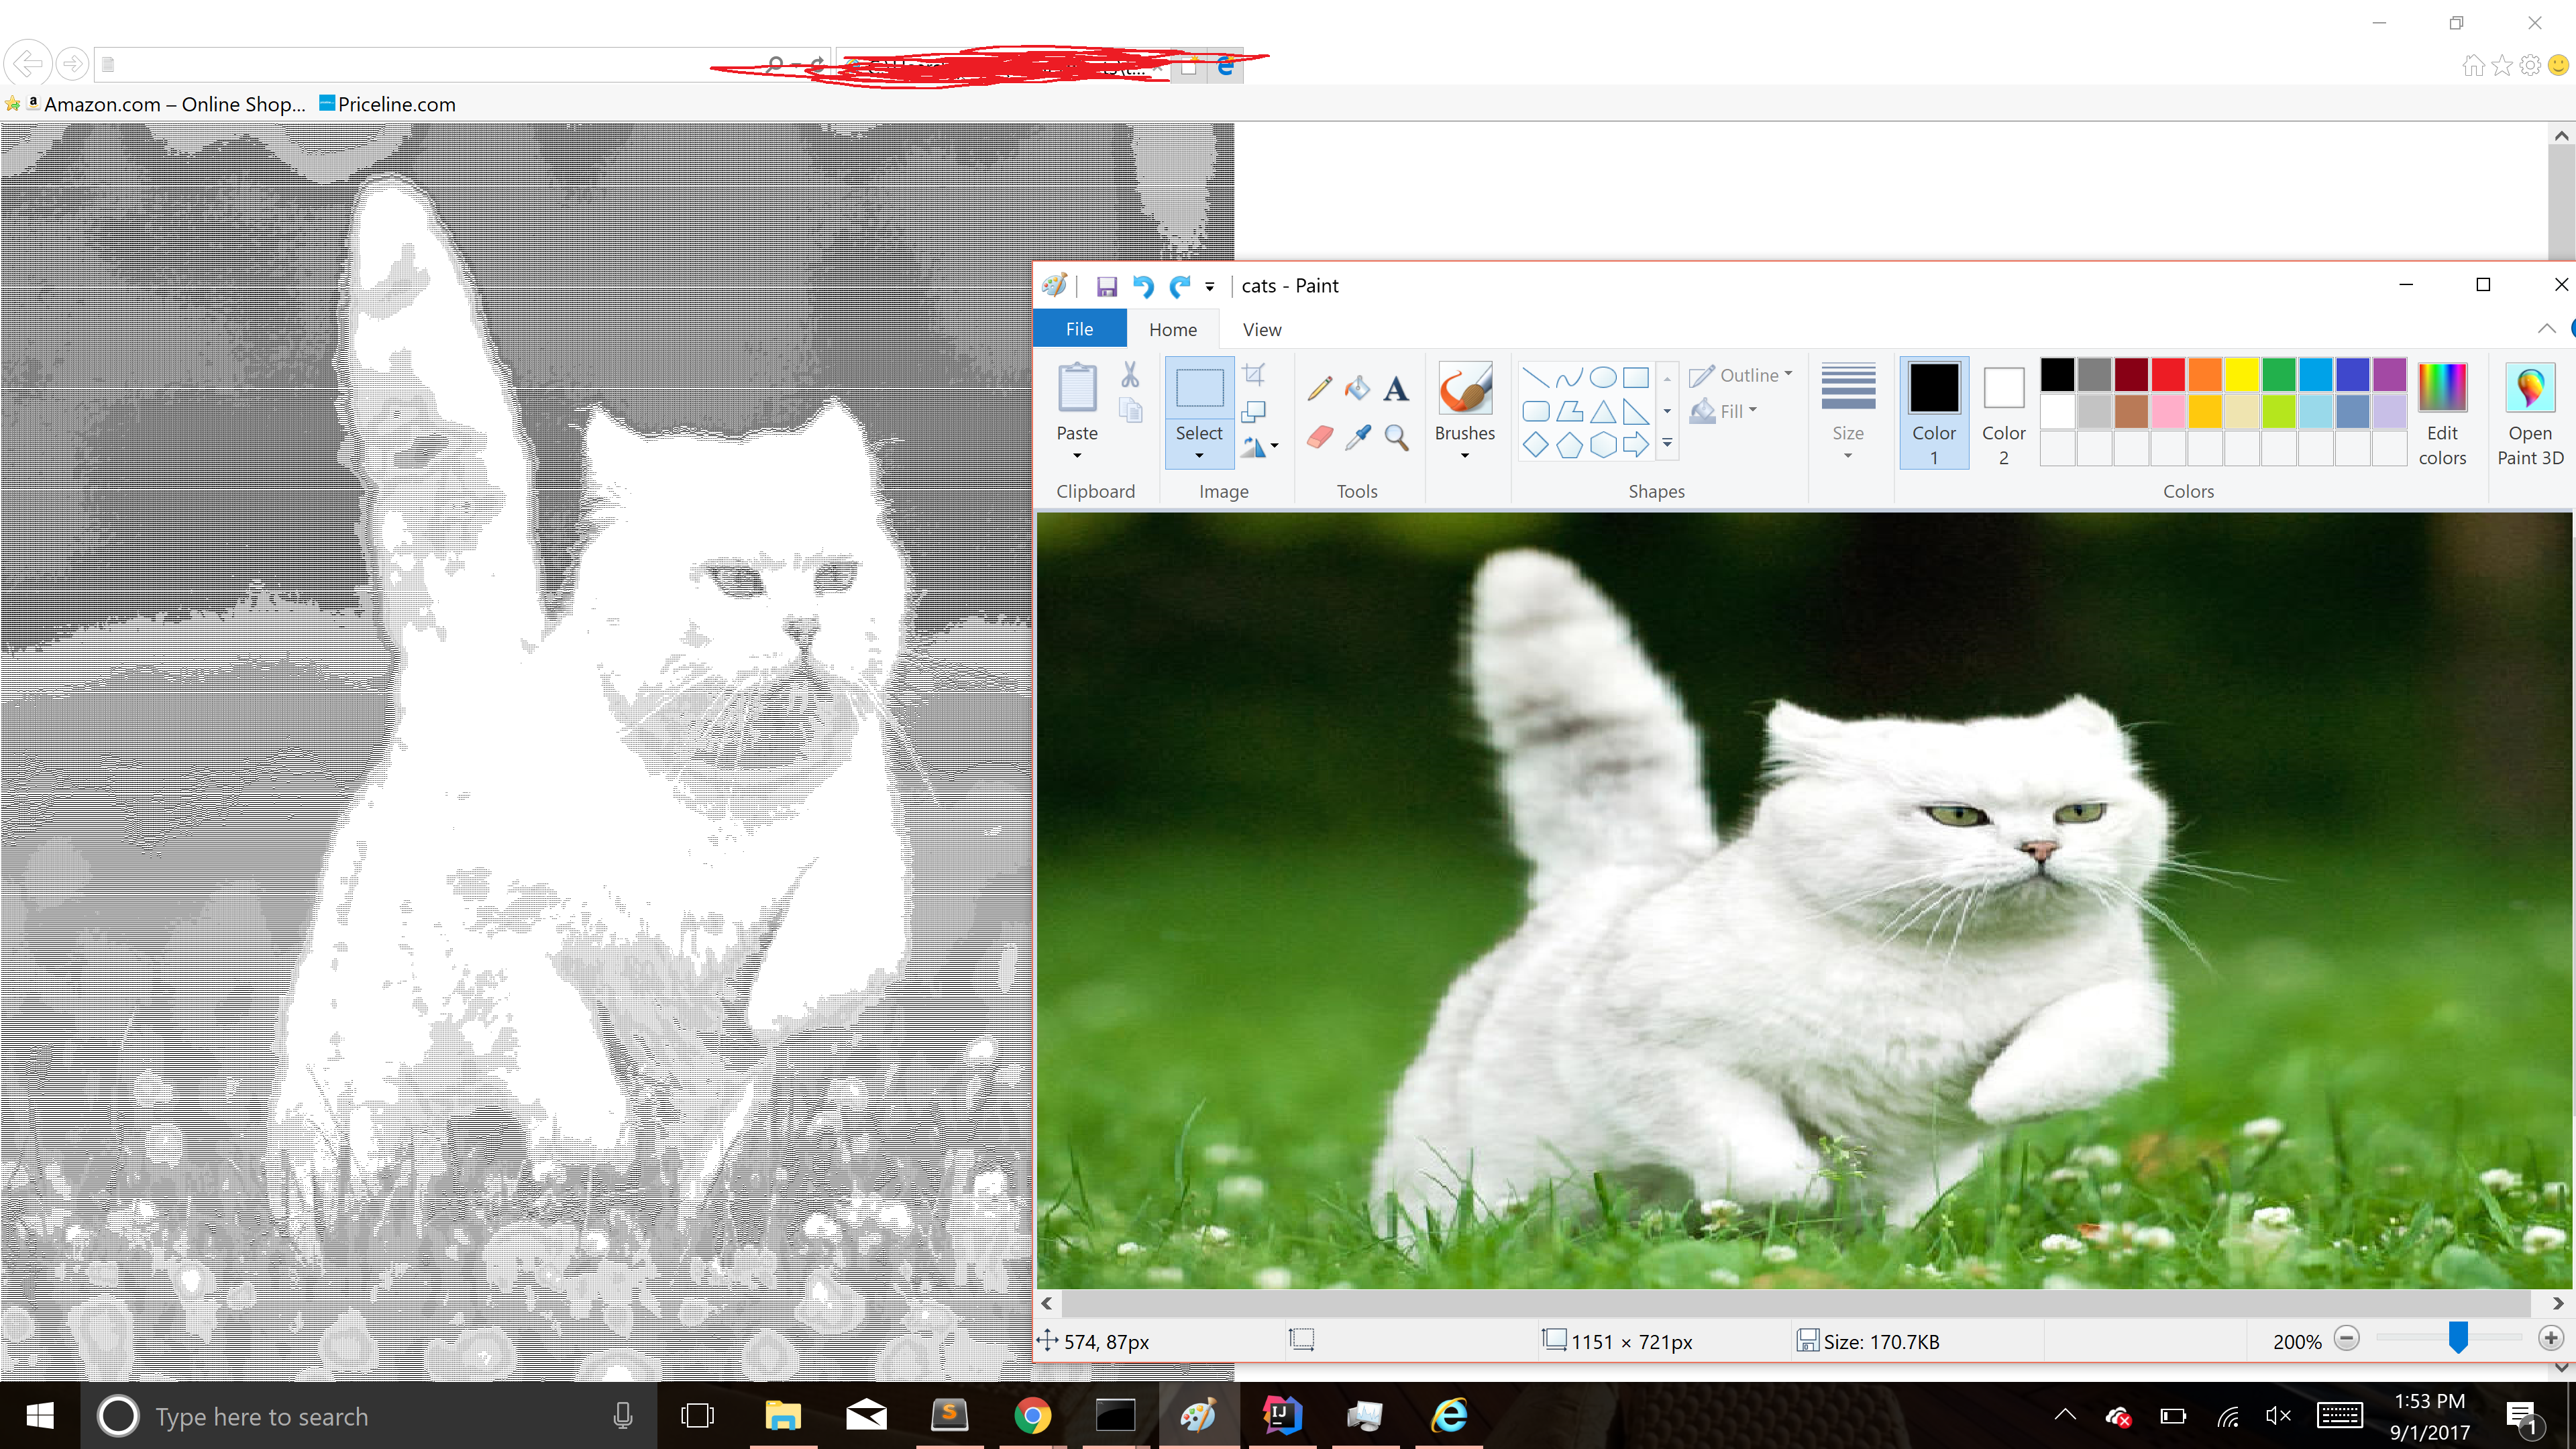 Amazon.com – Online Shop...
Priceline.com
cats - Paint
File
Home
View
Paste
Select
Brushes
Outline
Fill
Size
Color
1
Color
2
Edit
colors
Open
Paint 3D
Clipboard
Image
Tools
Shapes
Colors
574, 87px
1151 × 721px
Size: 170.7KB
200%
Type here to search
1:53 PM
9/1/2017
1